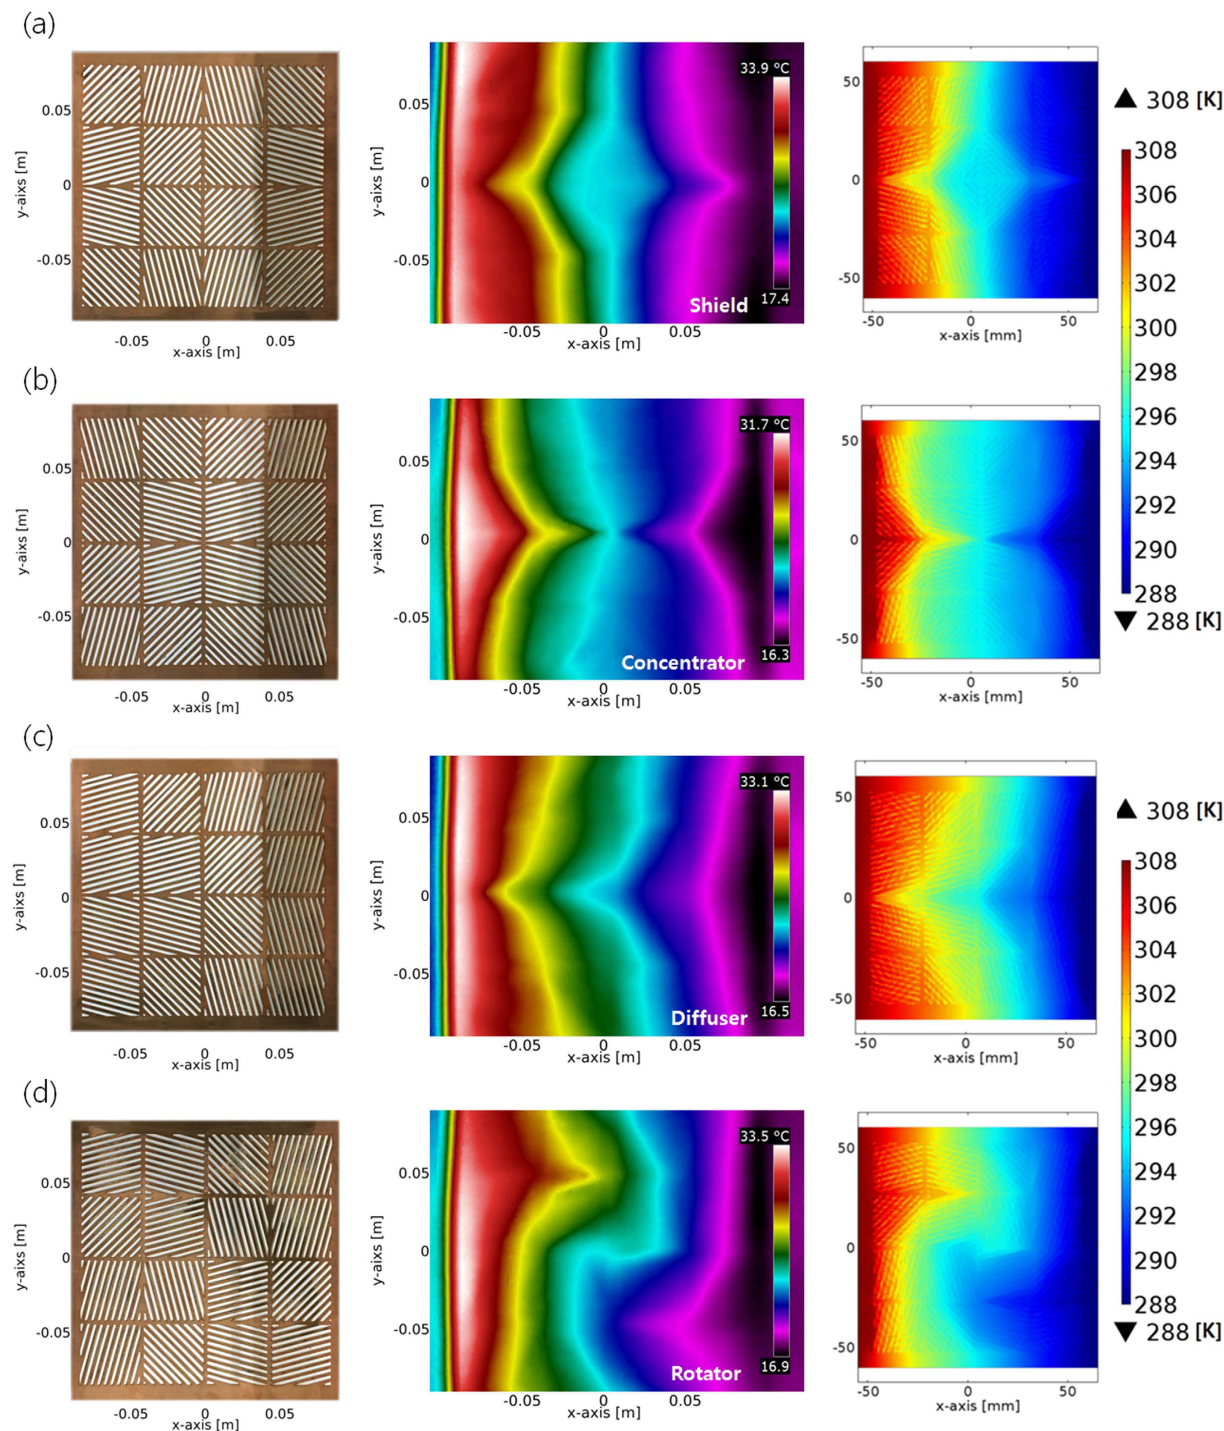 (a)
0.05
0
-0.05
y-aixs [m]
-0.05
0
0.05
x-axis [m]
0.05
0
-0.05
y-aixs [m]
33.9 °C
17.4
Shield
-0.05
0
0.05
x-axis [m]
50
0
-50
-50
0
50
x-axis [mm]
308 [K]
308
306
304
302
300
298
296
294
292
290
288
288 [K]
(b)
0.05
0
-0.05
y-aixs [m]
-0.05
0
0.05
x-axis [m]
0.05
0
-0.05
y-aixs [m]
31.7 °C
16.3
Concentrator
-0.05
0
0.05
x-axis [m]
50
0
-50
-50
0
50
x-axis [mm]
(c)
0.05
0
-0.05
y-aixs [m]
-0.05
0
0.05
x-axis [m]
0.05
0
-0.05
y-aixs [m]
33.1 °C
16.5
Diffuser
-0.05
0
0.05
x-axis [m]
50
0
-50
-50
0
50
x-axis [mm]
308 [K]
308
306
304
302
300
298
296
294
292
290
288
288 [K]
(d)
0.05
0
-0.05
y-aixs [m]
-0.05
0
0.05
x-axis [m]
0.05
0
-0.05
y-aixs [m]
33.5 °C
16.9
Rotator
-0.05
0
0.05
x-axis [m]
50
0
-50
-50
0
50
x-axis [mm]